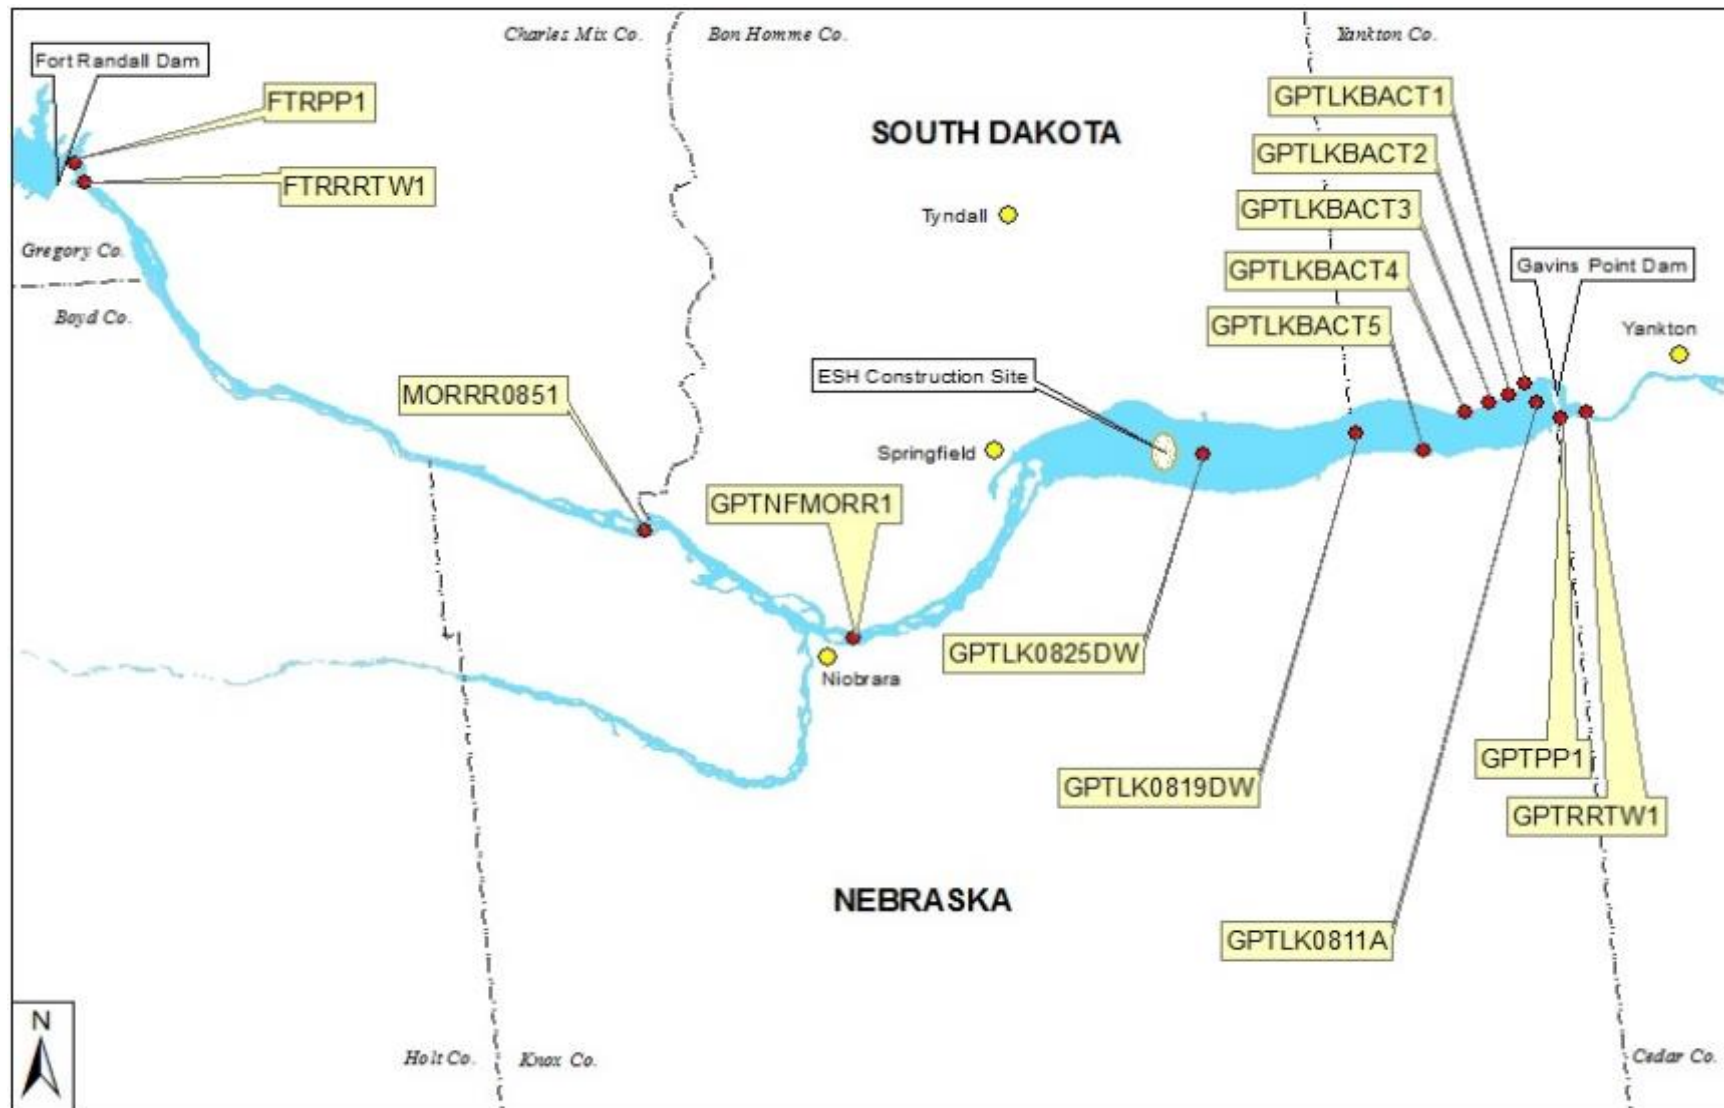 Charles Mix Co.
Bon Homme Co.
Yankton Co.
Fort Randall Dam
FTRPP1
FTRRRTW1
GPTLKBACT1
GPTLKBACT2
GPTLKBACT3
GPTLKBACT4
GPTLKBACT5
SOUTH DAKOTA
Tyndall
Gregory Co.
Boyd Co.
Gavins Point Dam
Yankton
ESH Construction Site
MORRR0851
Springfield
GPTNFMORR1
GPTLK0825DW
Niobrara
GPTLK0819DW
GPTPP1
GPTRRTW1
NEBRASKA
GPTLK0811A
N
Holt Co.
Knox Co.
Cedar Co.